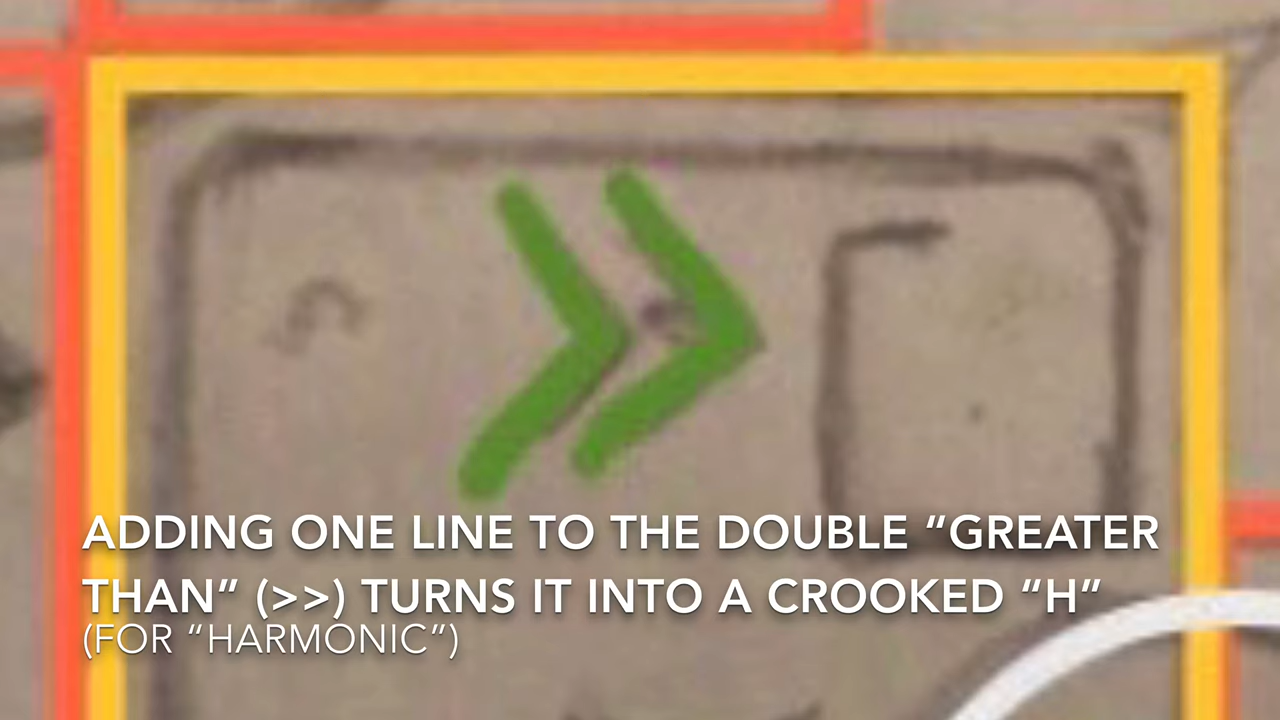 ADDING ONE LINE TO THE DOUBLE “GREATER
THAN” (>>) TURNS IT INTO A CROOKED “H”
(FOR “HARMONIC”)